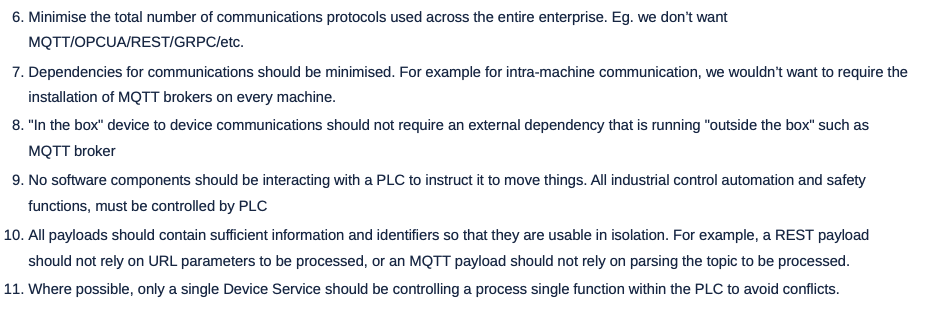 6. Minimise the total number of communications protocols used across the entire enterprise. Eg. we don't want
MQTT/OPCUA/REST/GRPC/etc.
7. Dependencies for communications should be minimised. For example for intra-machine communication, we wouldn't want to require the
installation of MQTT brokers on every machine.
8. "In the box" device to device communications should not require an external dependency that is running "outside the box" such as
MQTT broker
9. No software components should be interacting with a PLC to instruct it to move things. All industrial control automation and safety
functions, must be controlled by PLC
10. All payloads should contain sufficient information and identifiers so that they are usable in isolation. For example, a REST payload
should not rely on URL parameters to be processed, or an MQTT payload should not rely on parsing the topic to be processed.
11. Where possible, only a single Device Service should be controlling a process single function within the PLC to avoid conflicts.